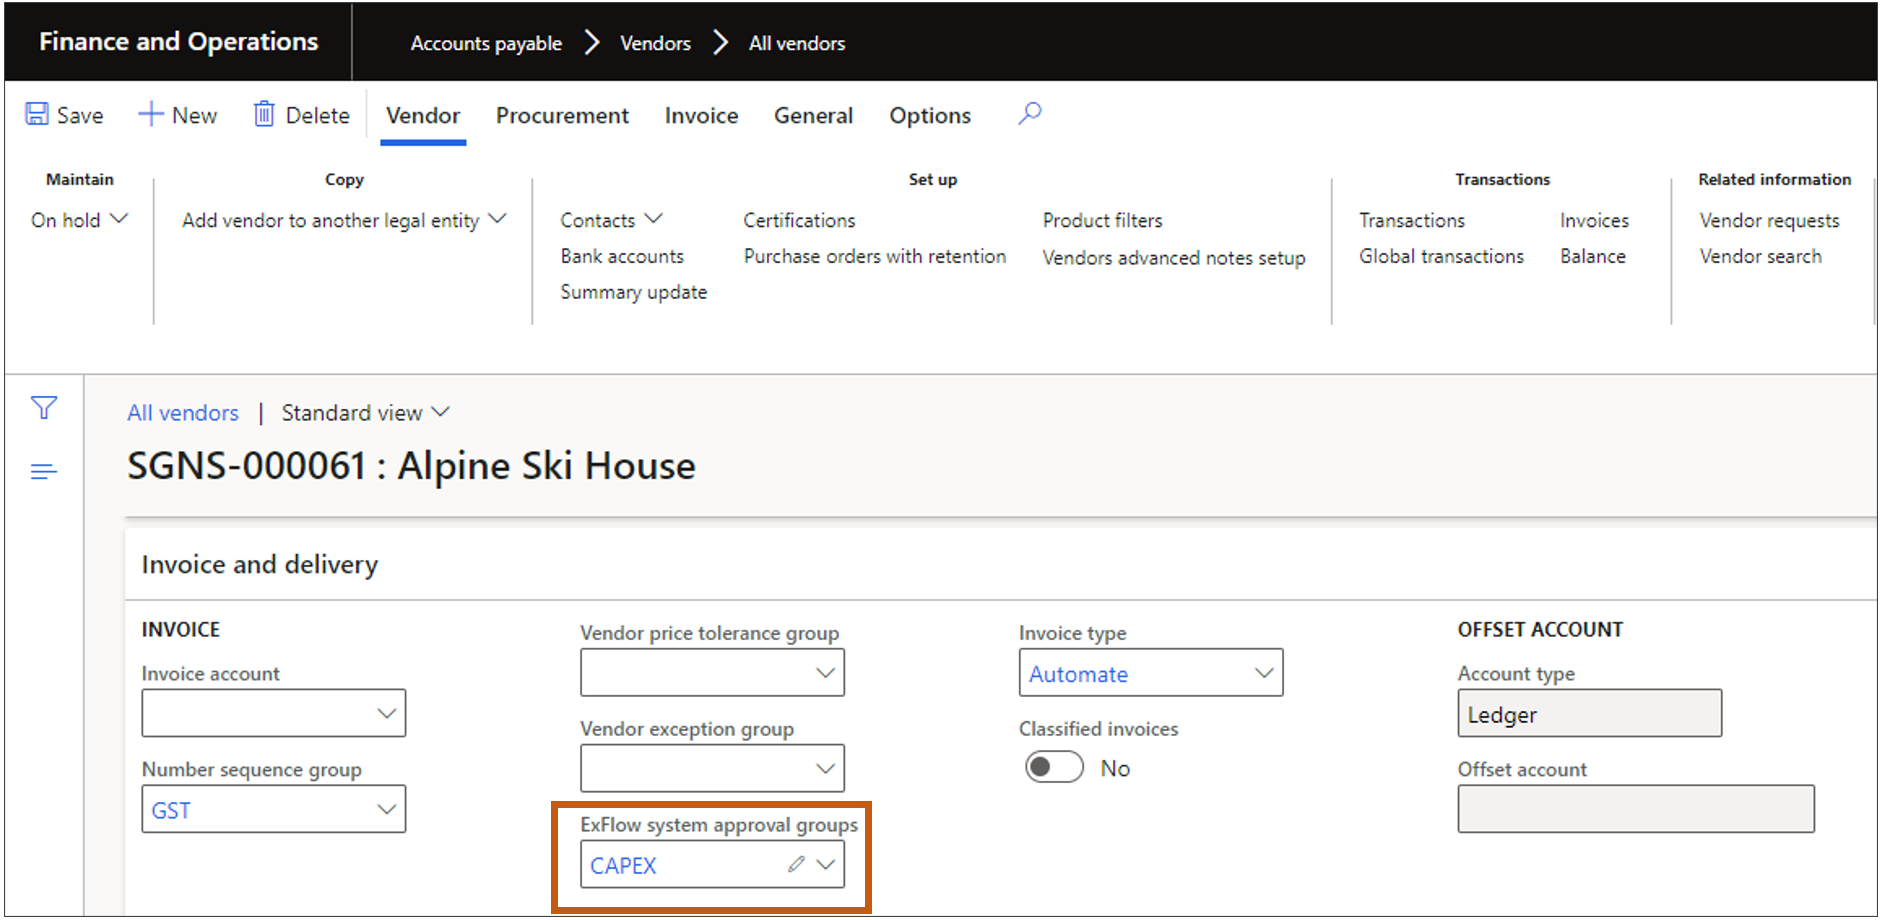 Finance and Operations
Accounts payable > Vendors > All vendors
Save New Delete Vendor Procurement Invoice General Options
Maintain
On hold
Copy
Add vendor to another legal entity
Set up
Contacts
Bank accounts
Summary update
Certifications
Purchase orders with retention
Product filters
Vendors advanced notes setup
Transactions
Transactions
Global transactions
Invoices
Balance
Related information
Vendor requests
Vendor search
All vendors | Standard view
SGNS-000061 : Alpine Ski House
Invoice and delivery
INVOICE
Invoice account
Number sequence group
GST
Vendor price tolerance group
Vendor exception group
ExFlow system approval groups
CAPEX
Invoice type
Automate
Classified invoices
No
OFFSET ACCOUNT
Account type
Ledger
Offset account